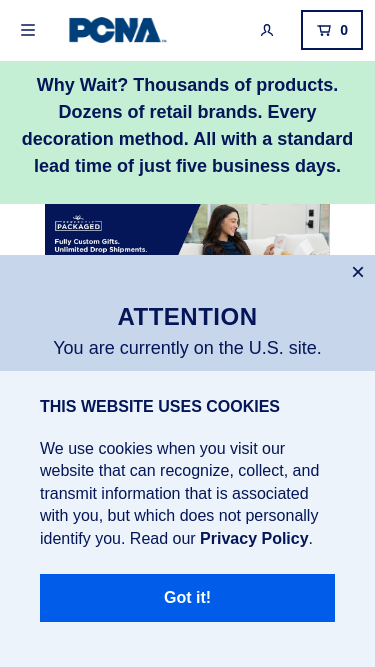 PCNA
0
Why Wait? Thousands of products.
Dozens of retail brands. Every
decoration method. All with a standard
lead time of just five business days.
PACKAGED
Fully Custom Gifts.
Unlimited Drop Shipments.
ATTENTION
You are currently on the U.S. site.
THIS WEBSITE USES COOKIES
We use cookies when you visit our
website that can recognize, collect, and
transmit information that is associated
with you, but which does not personally
identify you. Read our Privacy Policy.
Got it!